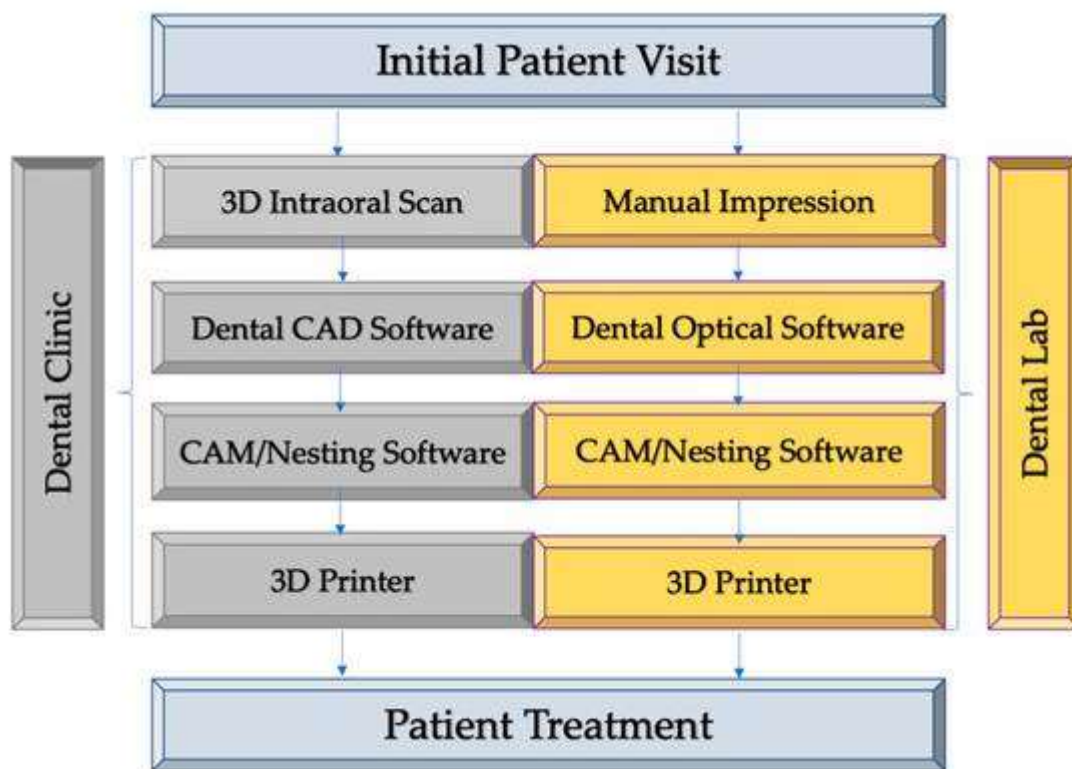 Initial Patient Visit
Dental Clinic
3D Intraoral Scan
Manual Impression
Dental CAD Software
Dental Optical Software
CAM/Nesting Software
CAM/Nesting Software
3D Printer
3D Printer
Dental Lab
Patient Treatment